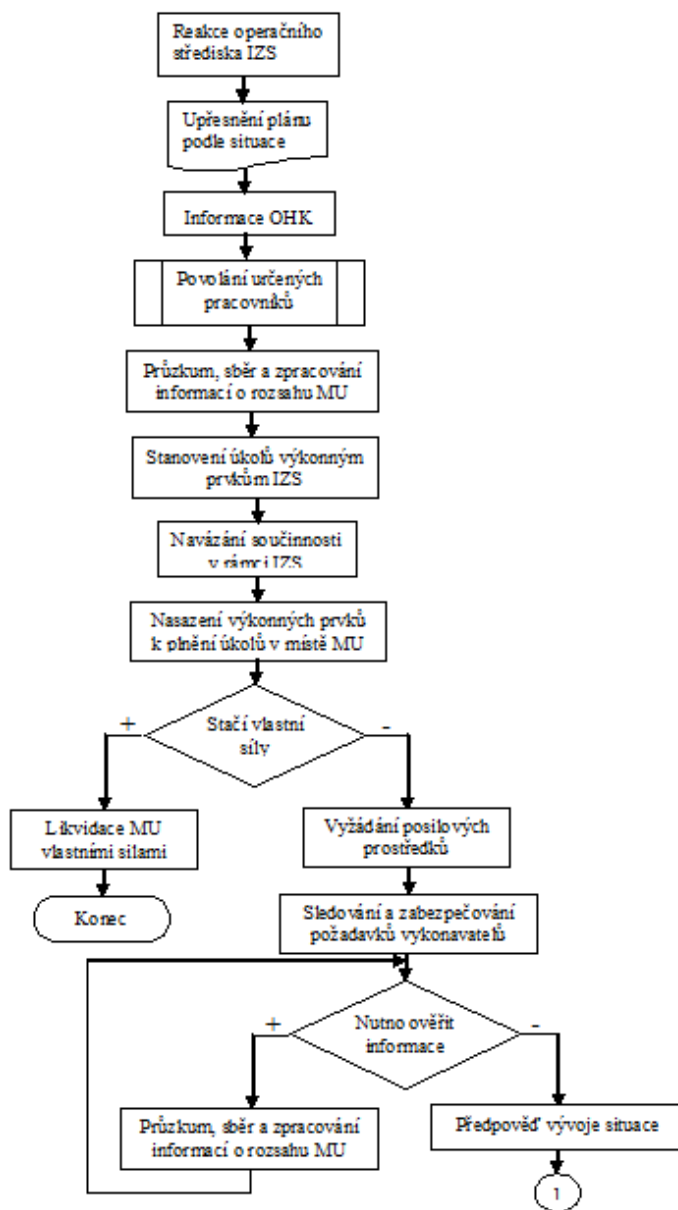 Reakce operačního
střediska IZS
Upřesnění plánu
podle situace
Informace OHK
Povolání určených
pracovníků
Průzkum, sběr a zpracování
informací o rozsahu MU
Stanovení úkolů výkonným
prvkům IZS
Navázání součinnosti
v rámci IZS
Nasazení výkonných prvků
k plnění úkolů v místě MU
Stačí vlastní
síly
+
-
Likvidace MU
vlastními silami
Vyžádání posilových
prostředků
Konec
Sledování a zabezpečování
požadavků vykonavatelů
Nutno ověřit
informace
+
-
Průzkum, sběr a zpracování
informací o rozsahu MU
Předpověď vývoje situace
1